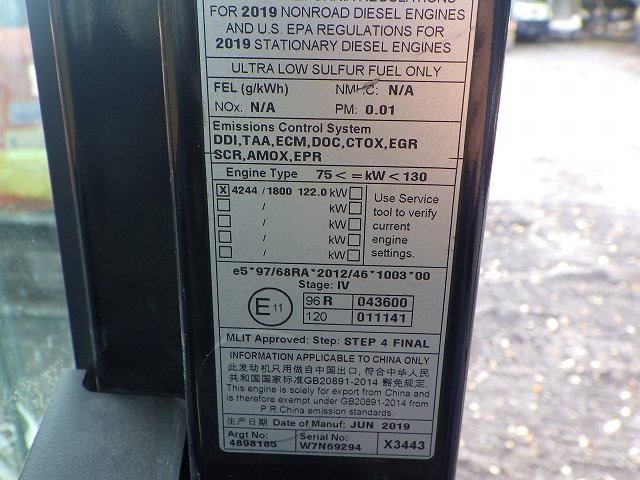 FOR 2019 NONROAD DIESEL ENGINES
AND U.S. EPA REGULATIONS FOR
2019 STATIONARY DIESEL ENGINES
ULTRA LOW SULFUR FUEL ONLY
FEL (g/kWh) NMHC: N/A
NOx: N/A PM: 0.01
Emissions Control System
DDI,TAA,ECM,DOC,CTOX,EGR
SCR,AMOX,EPR
Engine Type 75 < = kW < 130
X 4244 / 1800 122.0 kW
/ kW
/ kW
/ kW
/ kW
Use Service
tool to verify
current
engine
settings.
e5*97/68RA*2012/46*1003*00
Stage: IV
E 11
96 R 043600
120 011141
MLIT Approved: Step: STEP 4 FINAL
INFORMATION APPLICABLE TO CHINA ONLY
此发动机只用做自中国出口,符合中华人民
共和国国家标准GB20891-2014 豁免规定.
This engine is solely for export from China and
is therefore exempt under GB20891-2014 from
P.R.China emission standards.
生产日期 Date of Manuf: JUN 2019
Argt No: Serial No:
4898185 W7N69294 X3443